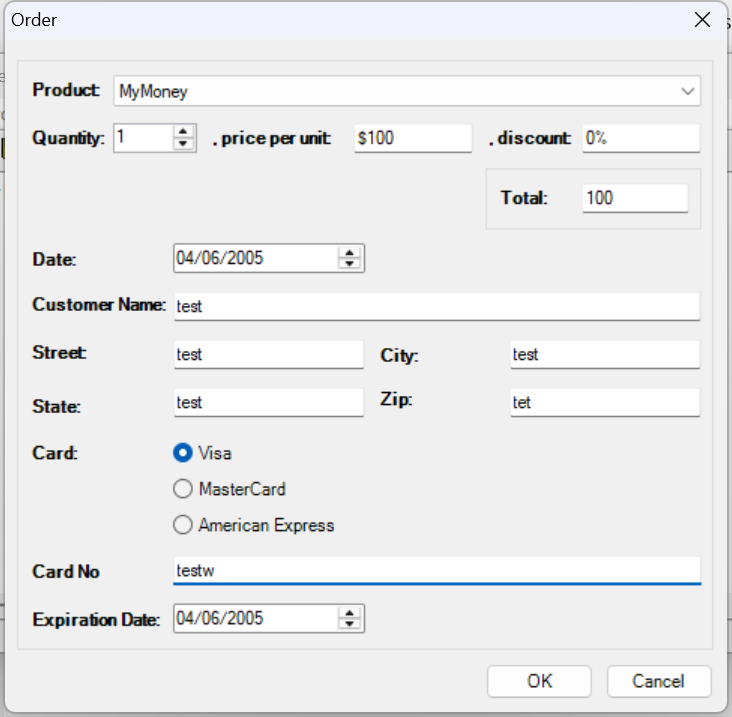 Order
Product: MyMoney
Quantity: 1 , price per unit: $100 , discount: 0%
Total: 100
Date: 04/06/2005
Customer Name: test
Street: test City: test
State: test Zip: tet
Card: Visa
MasterCard
American Express
Card No testw
Expiration Date: 04/06/2005
OK Cancel